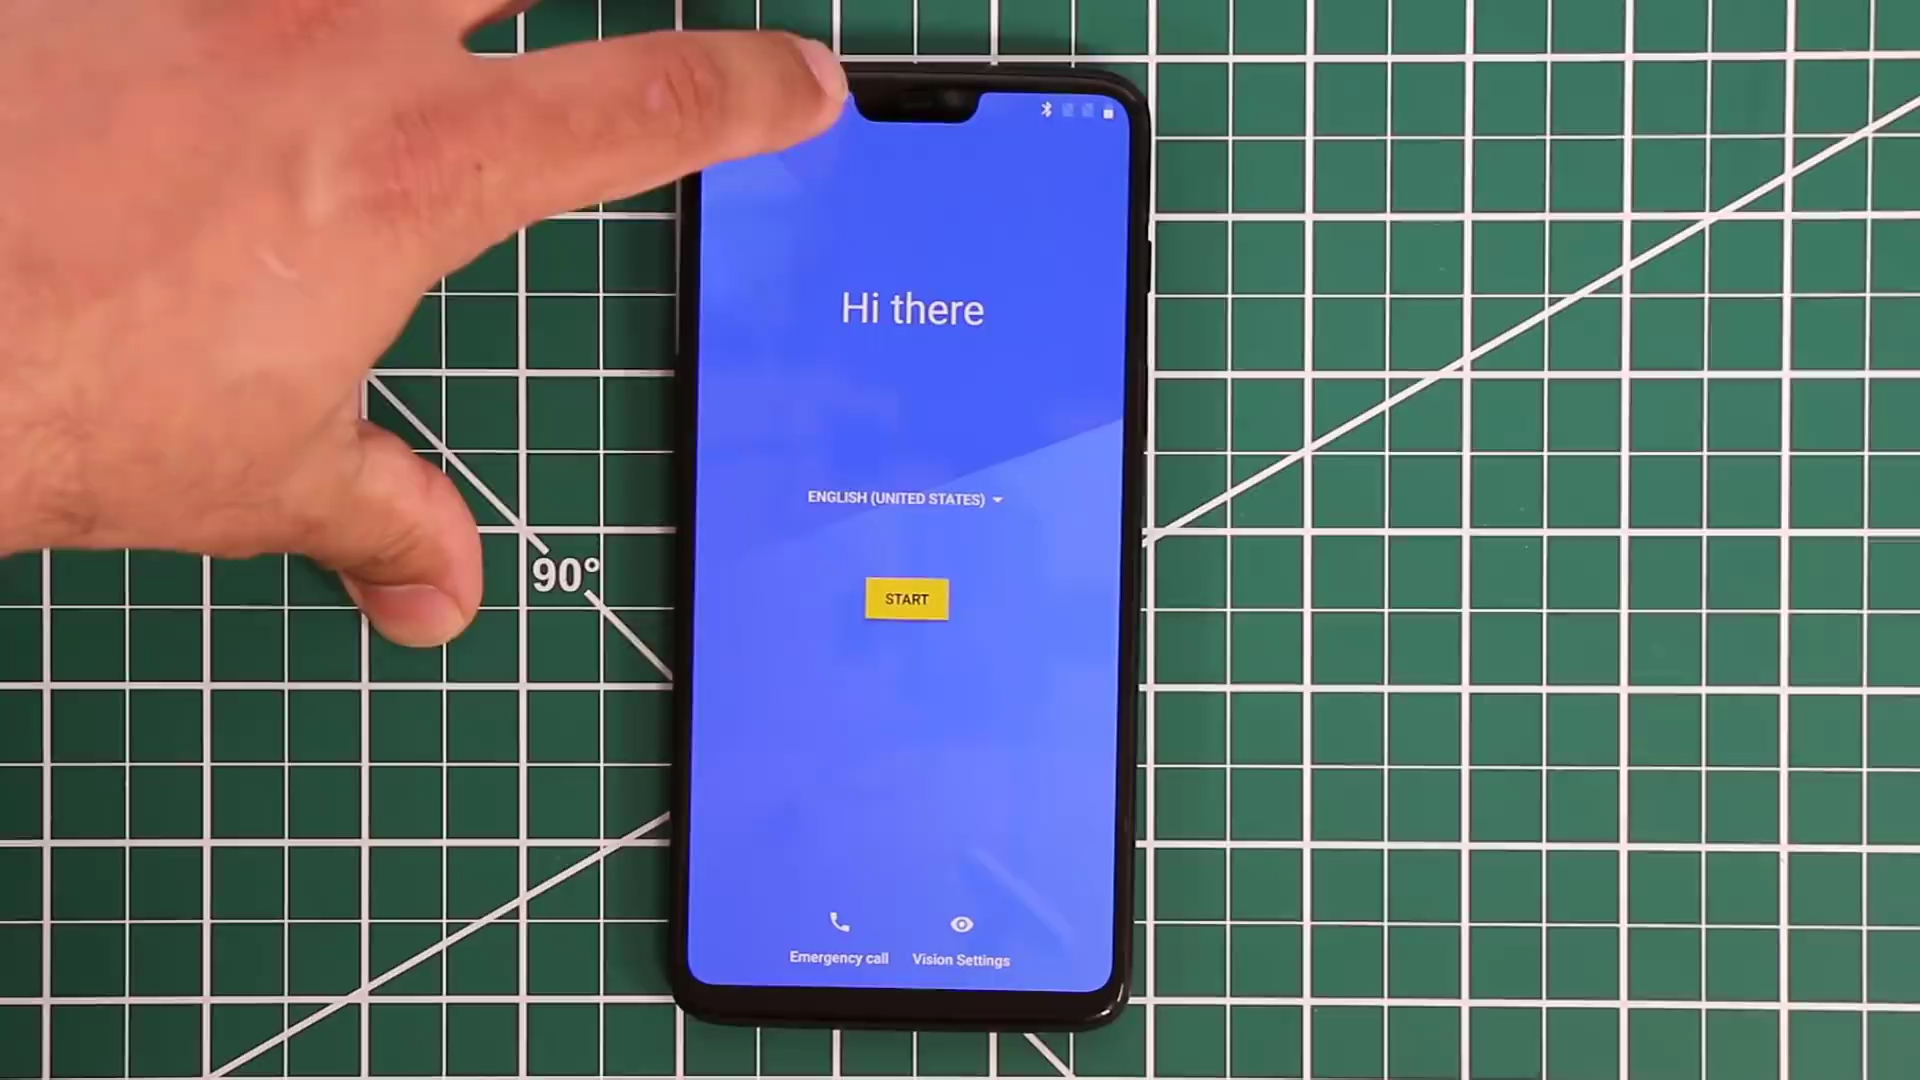 Hi there
ENGLISH (UNITED STATES)
START
90°
Emergency call
Vision Settings